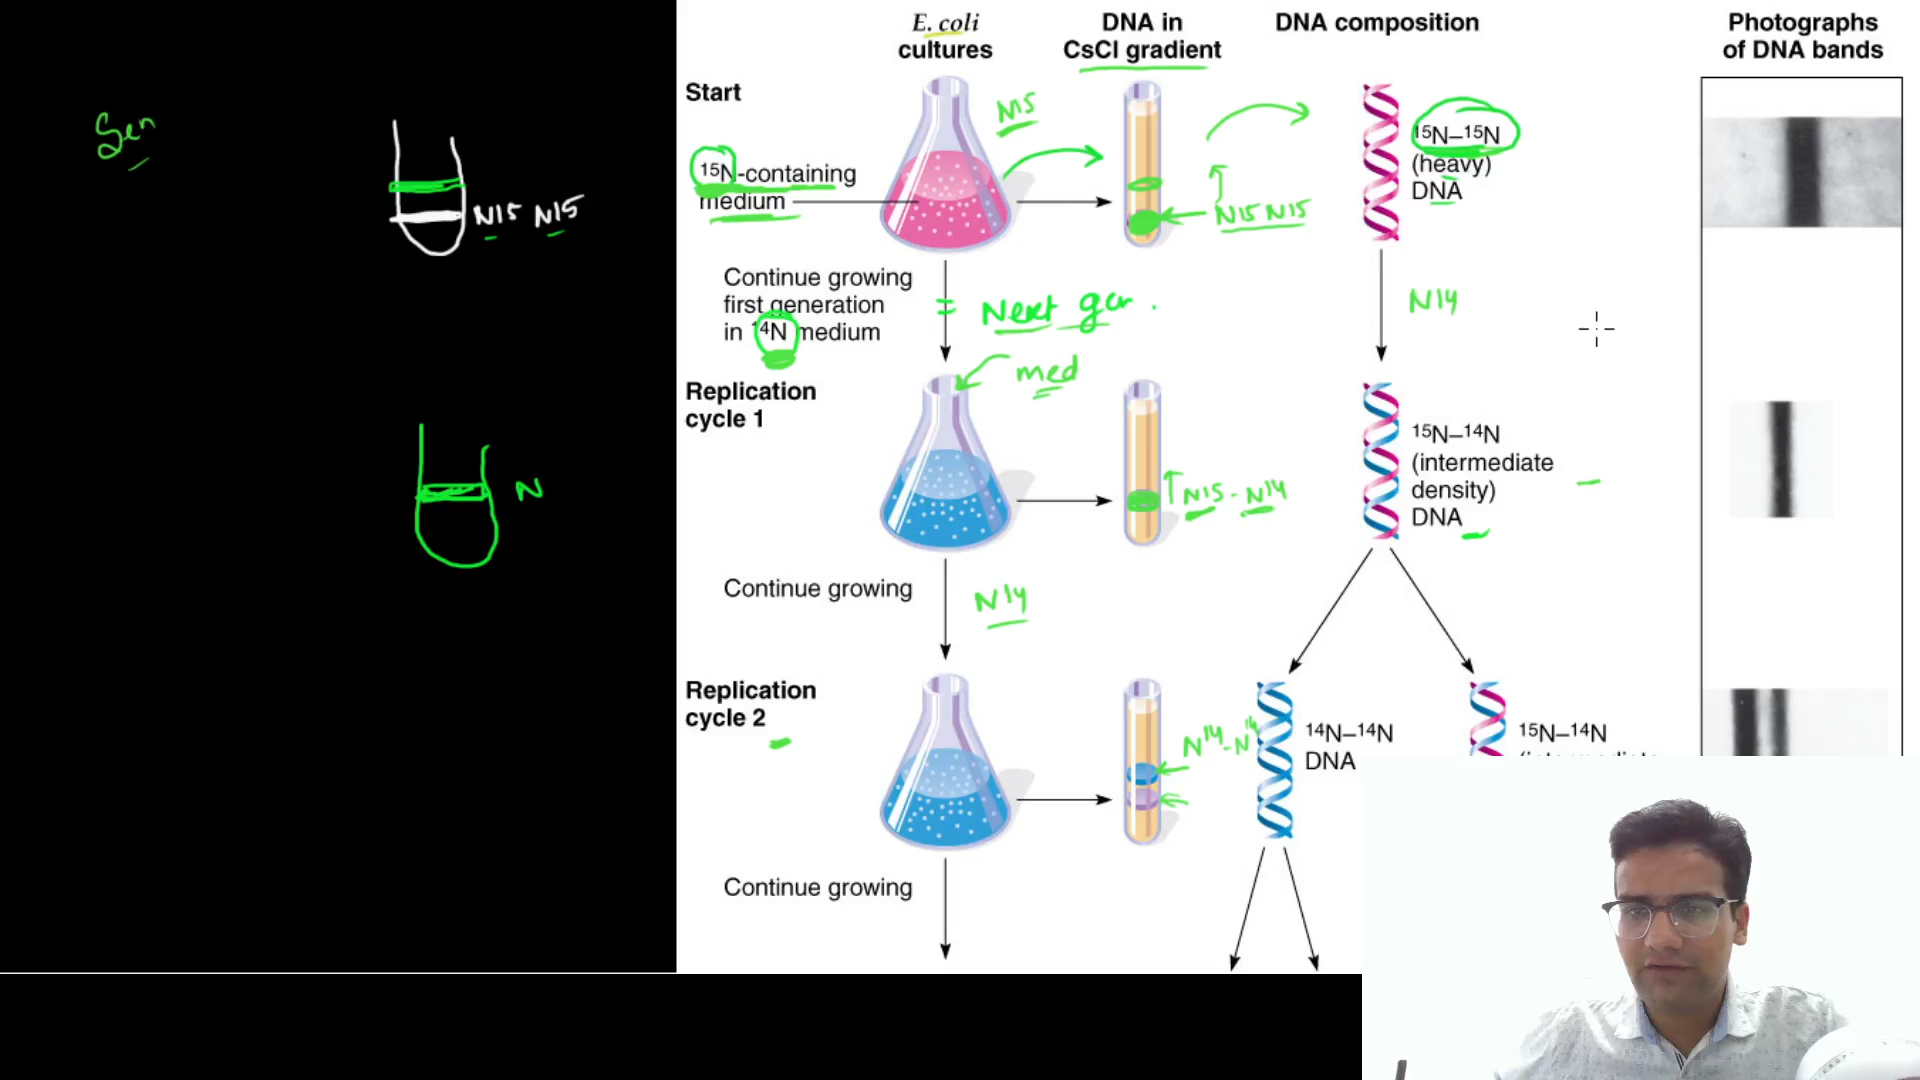 E. coli
cultures
DNA in
CsCl gradient
DNA composition
Photographs
of DNA bands
Start
N15
15N–15N
(heavy)
DNA
15N-containing
medium
N15 N15
N15 N15
Continue growing
first generation
in 14N medium
= Next gen.
N14
med
Replication
cycle 1
15N–14N
(intermediate
density)
DNA
N15 - N14
N
Continue growing
N14
Replication
cycle 2
N14-N14
14N–14N
DNA
15N–14N
Continue growing